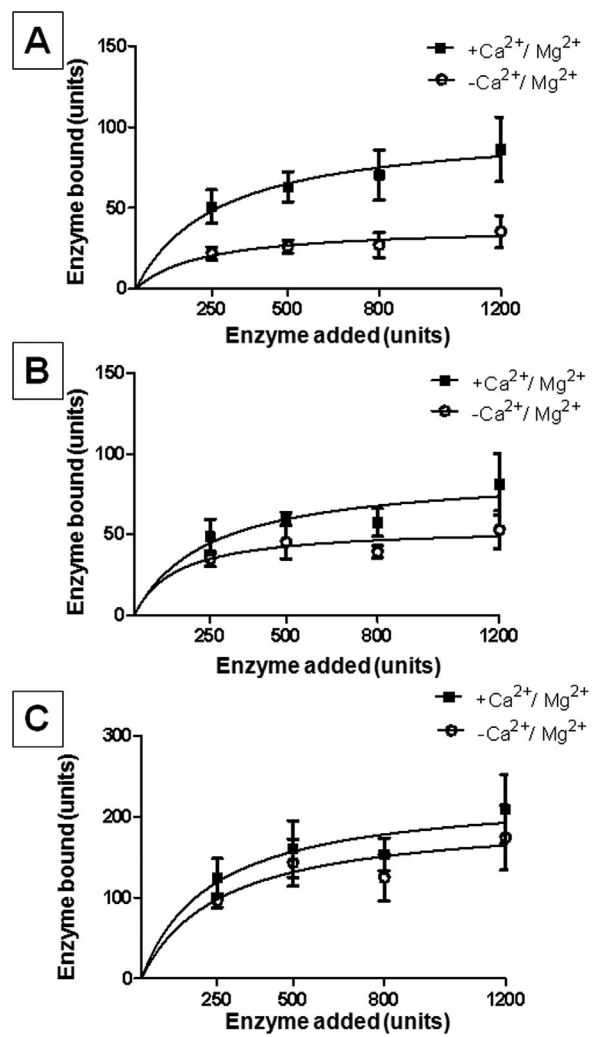 A
150
100
50
0
Enzyme bound (units)
+Ca2+/ Mg2+
-Ca2+/ Mg2+
250 500 800 1200
Enzyme added (units)
B
150
100
50
0
Enzyme bound (units)
+Ca2+/ Mg2+
-Ca2+/ Mg2+
250 500 800 1200
Enzyme added (units)
C
300
200
100
0
Enzyme bound (units)
+Ca2+/ Mg2+
-Ca2+/ Mg2+
250 500 800 1200
Enzyme added (units)